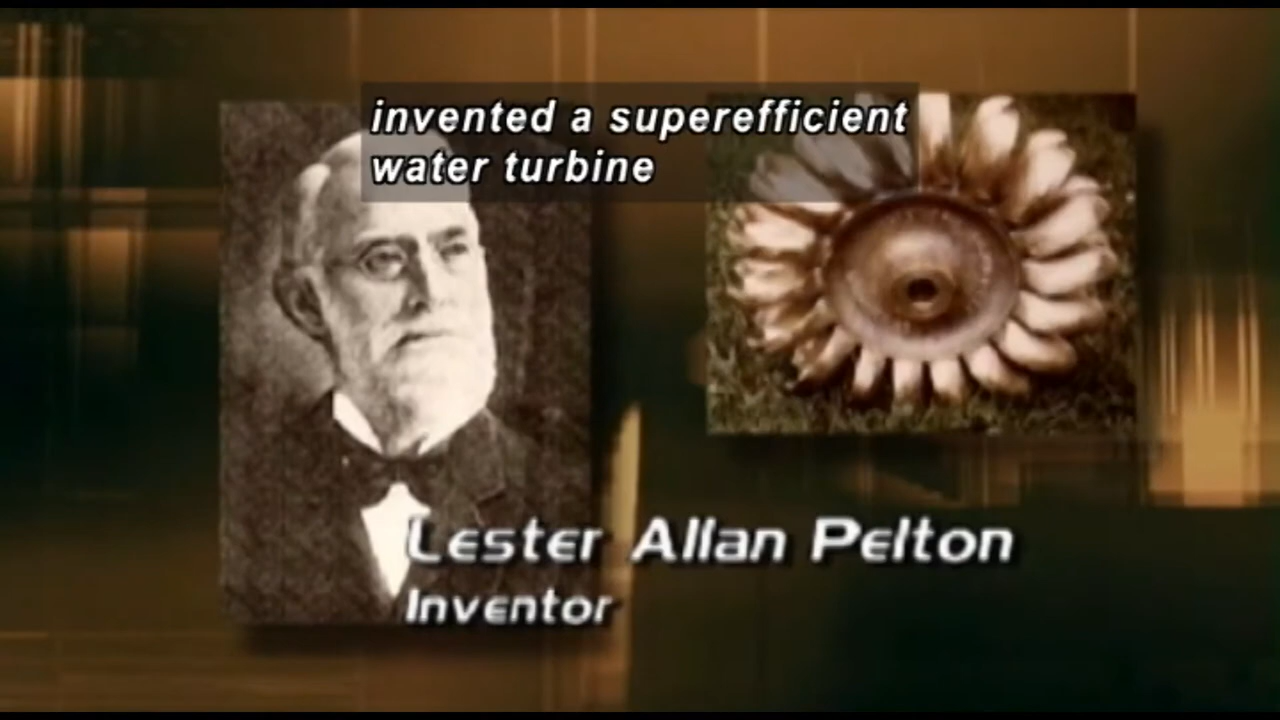 invented a superefficient
water turbine
Lester Allan Pelton
Inventor